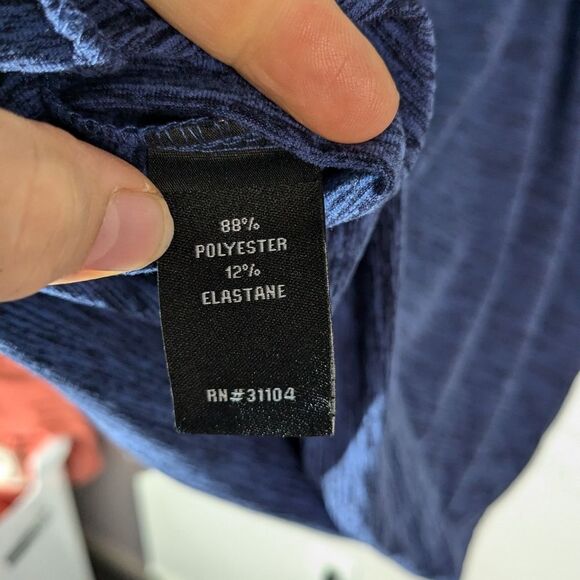 88%
POLYESTER
12%
ELASTANE
RN#31104